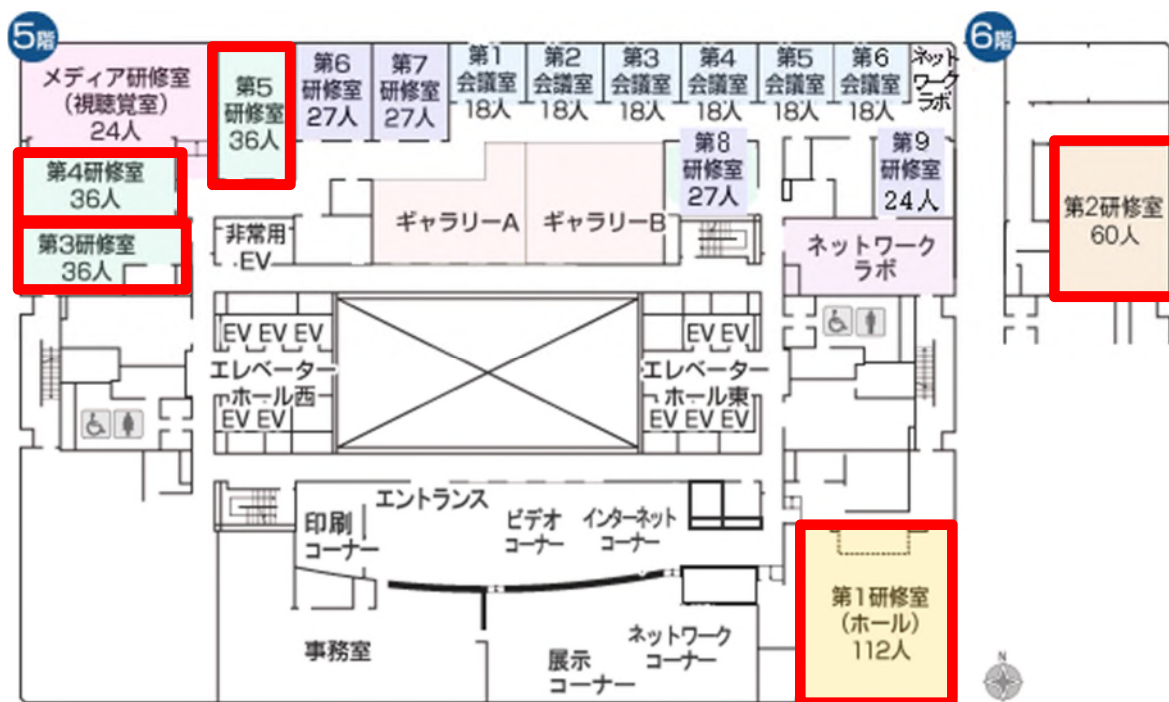 5階
6階
メディア研修室
(視聴覚室)
24人
第5
研修室
36人
第6
研修室
27人
第7
研修室
27人
第1
会議室
18人
第2
会議室
18人
第3
会議室
18人
第4
会議室
18人
第5
会議室
18人
第6
会議室
18人
ネット
ワーク
ラボ
第4研修室
36人
第3研修室
36人
非常用
EV
ギャラリーA
ギャラリーB
第8
研修室
27人
第9
研修室
24人
ネットワーク
ラボ
第2研修室
60人
EV EV EV
エレベーター
ホール西
EV EV
EV EV
エレベーター
ホール東
EV EV EV
エントランス
印刷
コーナー
ビデオ
コーナー
インターネット
コーナー
事務室
展示
コーナー
ネットワーク
コーナー
第1研修室
(ホール)
112人
N